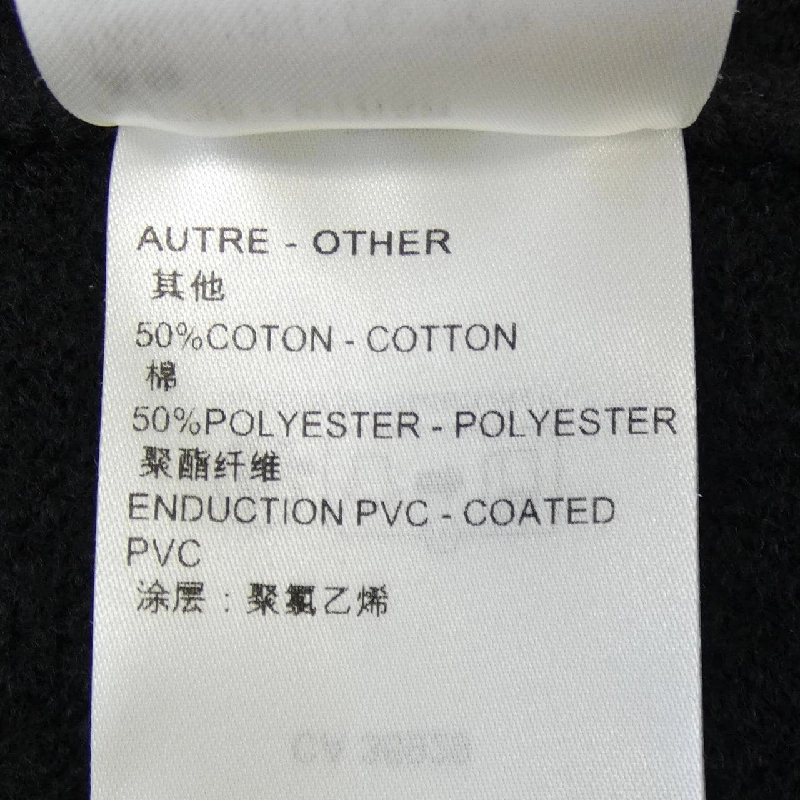 AUTRE - OTHER
其他
50%COTON - COTTON
棉
50%POLYESTER - POLYESTER
聚酯纤维
ENDUCTION PVC - COATED
PVC
涂层：聚氯乙烯